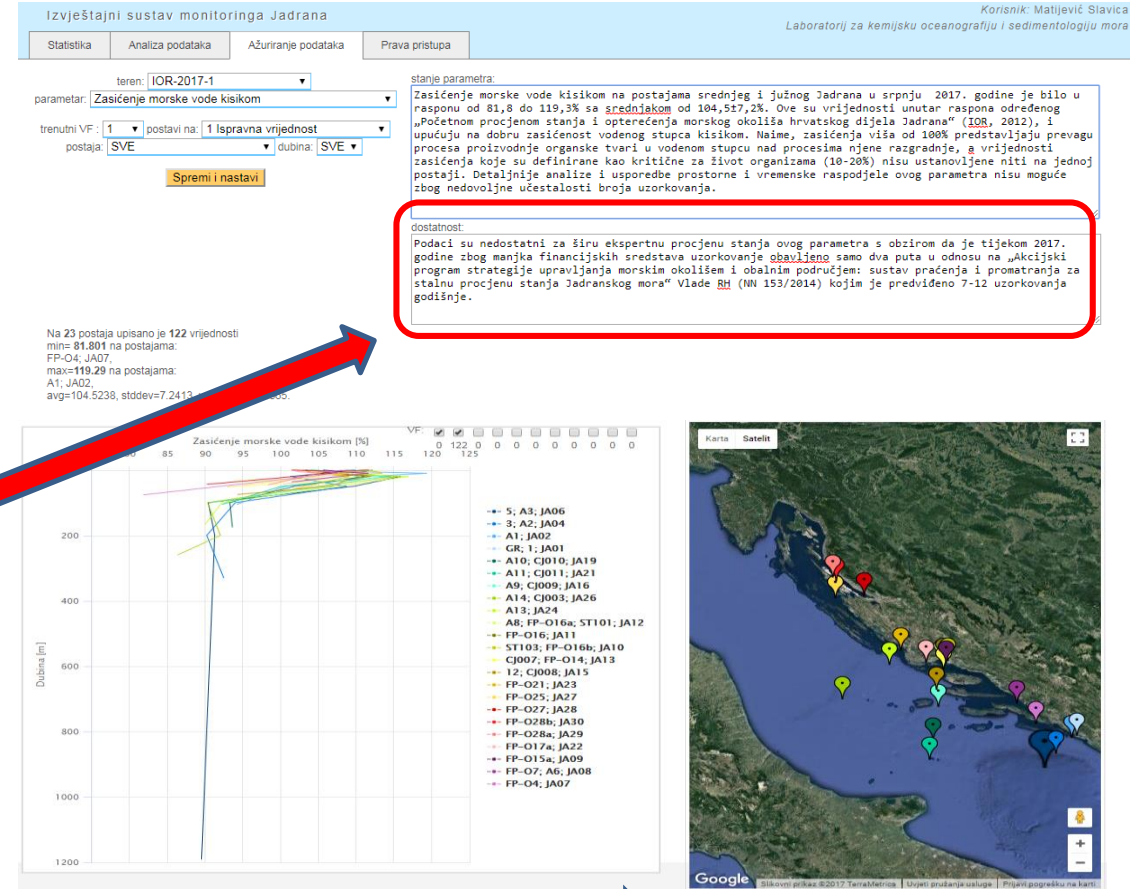 Izvještajni sustav monitoringa Jadrana
Korisnik: Matijević Slavica
Laboratorij za kemijsku oceanografiju i sedimentologiju mora
Statistika Analiza podataka Ažuriranje podataka Prava pristupa
teren: IOR-2017-1
parametar: Zasićenje morske vode kisikom
trenutni VF : 1 postavi na: 1 Ispravna vrijednost
postaja: SVE dubina: SVE
Spremi i nastavi
stanje parametra:
Zasićenje morske vode kisikom na postajama srednjeg i južnog Jadrana u srpnju 2017. godine je bilo u
rasponu od 81,8 do 119,3% sa srednjakom od 104,5±7,2%. Ove su vrijednosti unutar raspona određenog
„Početnom procjenom stanja i opterećenja morskog okoliša hrvatskog dijela Jadrana“ (IOR, 2012), i
upućuju na dobru zasićenost vodenog stupca kisikom. Naime, zasićenja viša od 100% predstavljaju prevagu
procesa proizvodnje organske tvari u vodenom stupcu nad procesima njene razgradnje, a vrijednosti
zasićenja koje su definirane kao kritične za život organizama (10-20%) nisu ustanovljene niti na jednoj
postaji. Detaljnije analize i usporedbe prostorne i vremenske raspodjele ovog parametra nisu moguće
zbog nedovoljne učestalosti broja uzorkovanja.
dostatnost:
Podaci su nedostatni za širu ekspertnu procjenu stanja ovog parametra s obzirom da je tijekom 2017.
godine zbog manjka financijskih sredstava uzorkovanje obavljeno samo dva puta u odnosu na „Akcijski
program strategije upravljanja morskim okolišem i obalnim područjem: sustav praćenja i promatranja za
stalnu procjenu stanja Jadranskog mora“ Vlade RH (NN 153/2014) kojim je predviđeno 7-12 uzorkovanja
godišnje.
Na 23 postaja upisano je 122 vrijednosti
min= 81.801 na postajama:
FP-O4; JA07,
max=119.29 na postajama:
A1; JA02,
avg=104.5238, stddev=7.2413,
VF:
0 122 0 0 0 0 0 0 0 0 0
Zasićenje morske vode kisikom [%]
85 90 95 100 105 110 115 120 125
Dubina [m]
200
400
600
800
1000
1200
5; A3; JA06
3; A2; JA04
A1; JA02
GR; 1; JA01
A10; CJ010; JA19
A11; CJ011; JA21
A9; CJ009; JA16
A14; CJ003; JA26
A13; JA24
A8; FP-O16a; ST101; JA12
FP-O16; JA11
ST103; FP-O16b; JA10
CJ007; FP-O14; JA13
12; CJ008; JA15
FP-O21; JA23
FP-O25; JA27
FP-O27; JA28
FP-O28b; JA30
FP-O28a; JA29
FP-O17a; JA22
FP-O15a; JA09
FP-O7; A6; JA08
FP-O4; JA07
Karta Satelit
+
−
Google
Slikovni prikaz ©2017 TerraMetrics Uvjeti pružanja usluge Prijavi pogrešku na karti